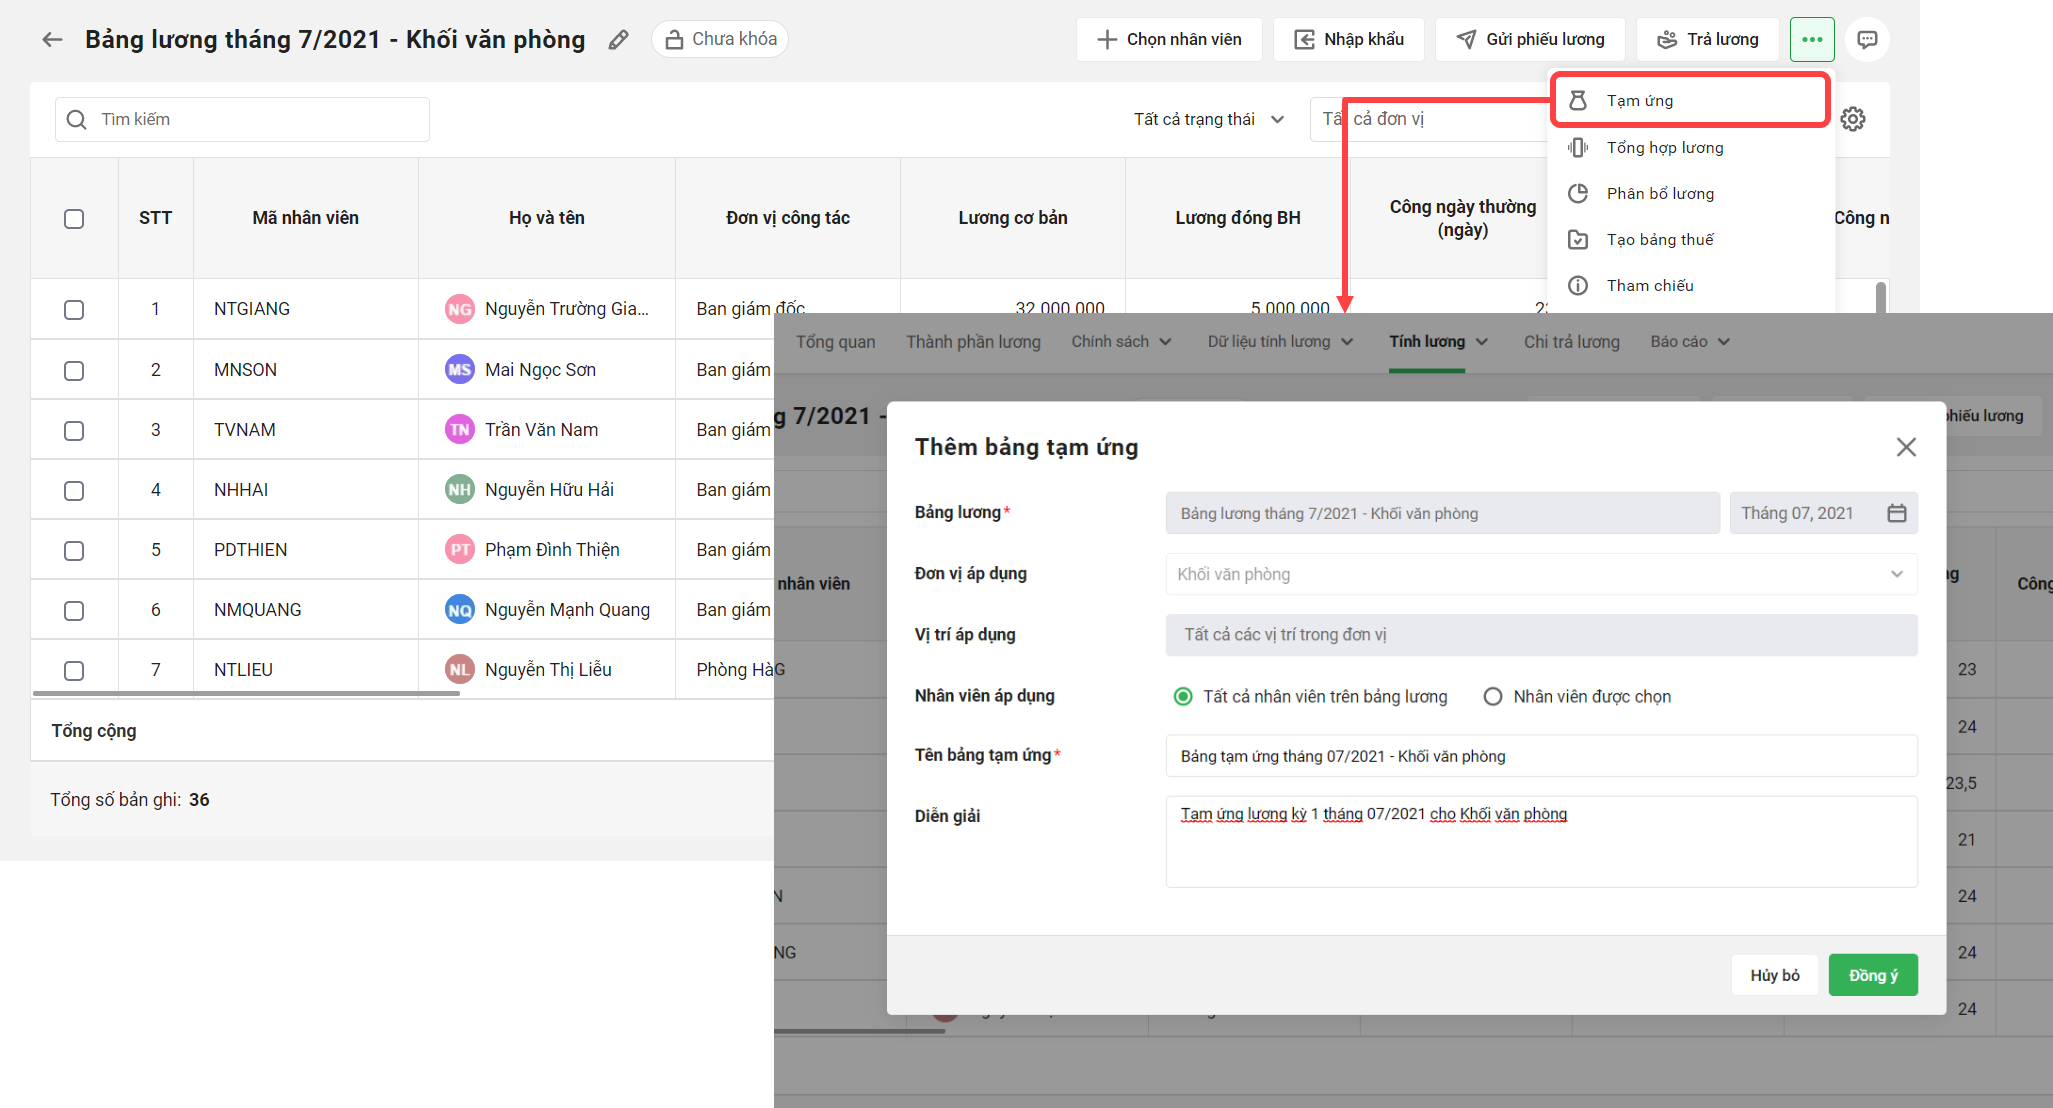 Bảng lương tháng 7/2021 - Khối văn phòng
Chưa khóa
Chọn nhân viên
Nhập khẩu
Gửi phiếu lương
Trả lương
Tìm kiếm
Tất cả trạng thái
Tất cả đơn vị
Tạm ứng
Tổng hợp lương
Phân bổ lương
Tạo bảng thuế
Tham chiếu
STT
Mã nhân viên
Họ và tên
Đơn vị công tác
Lương cơ bản
Lương đóng BH
Công ngày thường
(ngày)
Công n
1 NTGIANG NG Nguyễn Trường Gia... Ban giám đốc 32.000.000 5.000.000
2 MNSON MS Mai Ngọc Sơn Ban giám
3 TVNAM TN Trần Văn Nam Ban giám
4 NHHAI NH Nguyễn Hữu Hải Ban giám
5 PDTHIEN PT Phạm Đình Thiện Ban giám
6 NMQUANG NQ Nguyễn Mạnh Quang Ban giám
7 NTLIEU NL Nguyễn Thị Liễu Phòng Hà
Tổng cộng
Tổng số bản ghi: 36
Tổng quan
Thành phần lương
Chính sách
Dữ liệu tính lương
Tính lương
Chi trả lương
Báo cáo
g 7/2021 -
phiếu lương
nhân viên
ng
Công
23
24
23,5
21
N
24
NG
24
G
24
Thêm bảng tạm ứng
Bảng lương*
Bảng lương tháng 7/2021 - Khối văn phòng
Tháng 07, 2021
Đơn vị áp dụng
Khối văn phòng
Vị trí áp dụng
Tất cả các vị trí trong đơn vị
Nhân viên áp dụng
Tất cả nhân viên trên bảng lương
Nhân viên được chọn
Tên bảng tạm ứng*
Bảng tạm ứng tháng 07/2021 - Khối văn phòng
Diễn giải
Tạm ứng lương kỳ 1 tháng 07/2021 cho Khối văn phòng
Hủy bỏ
Đồng ý